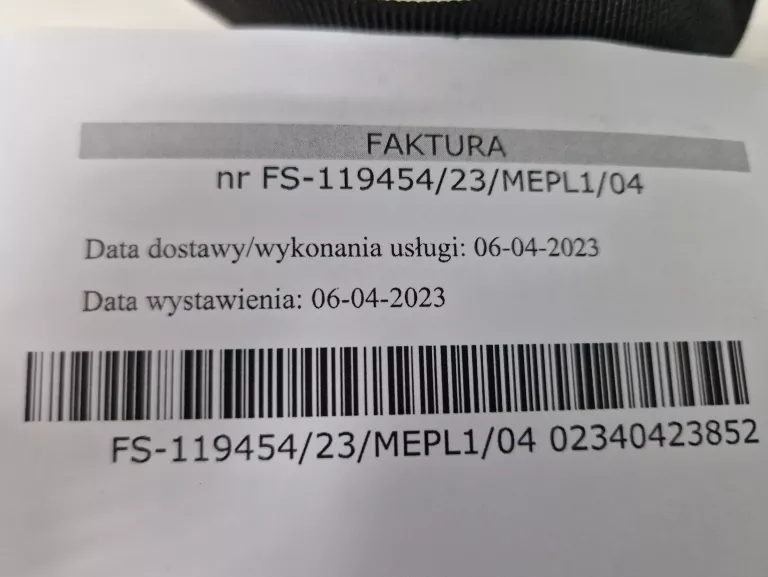 FAKTURA
nr FS-119454/23/MEPL1/04
Data dostawy/wykonania usługi: 06-04-2023
Data wystawienia: 06-04-2023
FS-119454/23/MEPL1/04 02340423852